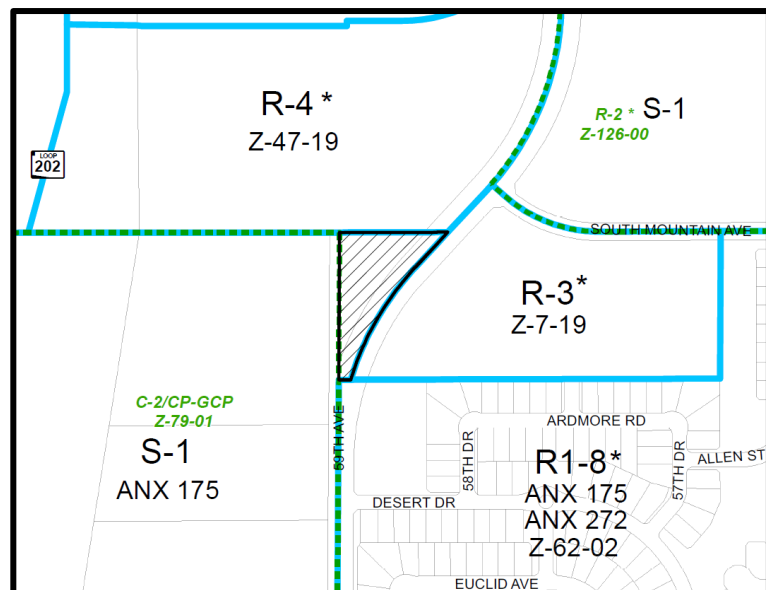 R-4 *
Z-47-19
R-2 * S-1
Z-126-00
LOOP
202
SOUTH MOUNTAIN AVE
R-3*
Z-7-19
C-2/CP-GCP
Z-79-01
S-1
ANX 175
59TH AVE
ARDMORE RD
58TH DR
57TH DR
ALLEN ST
R1-8*
ANX 175
ANX 272
Z-62-02
DESERT DR
EUCLID AVE